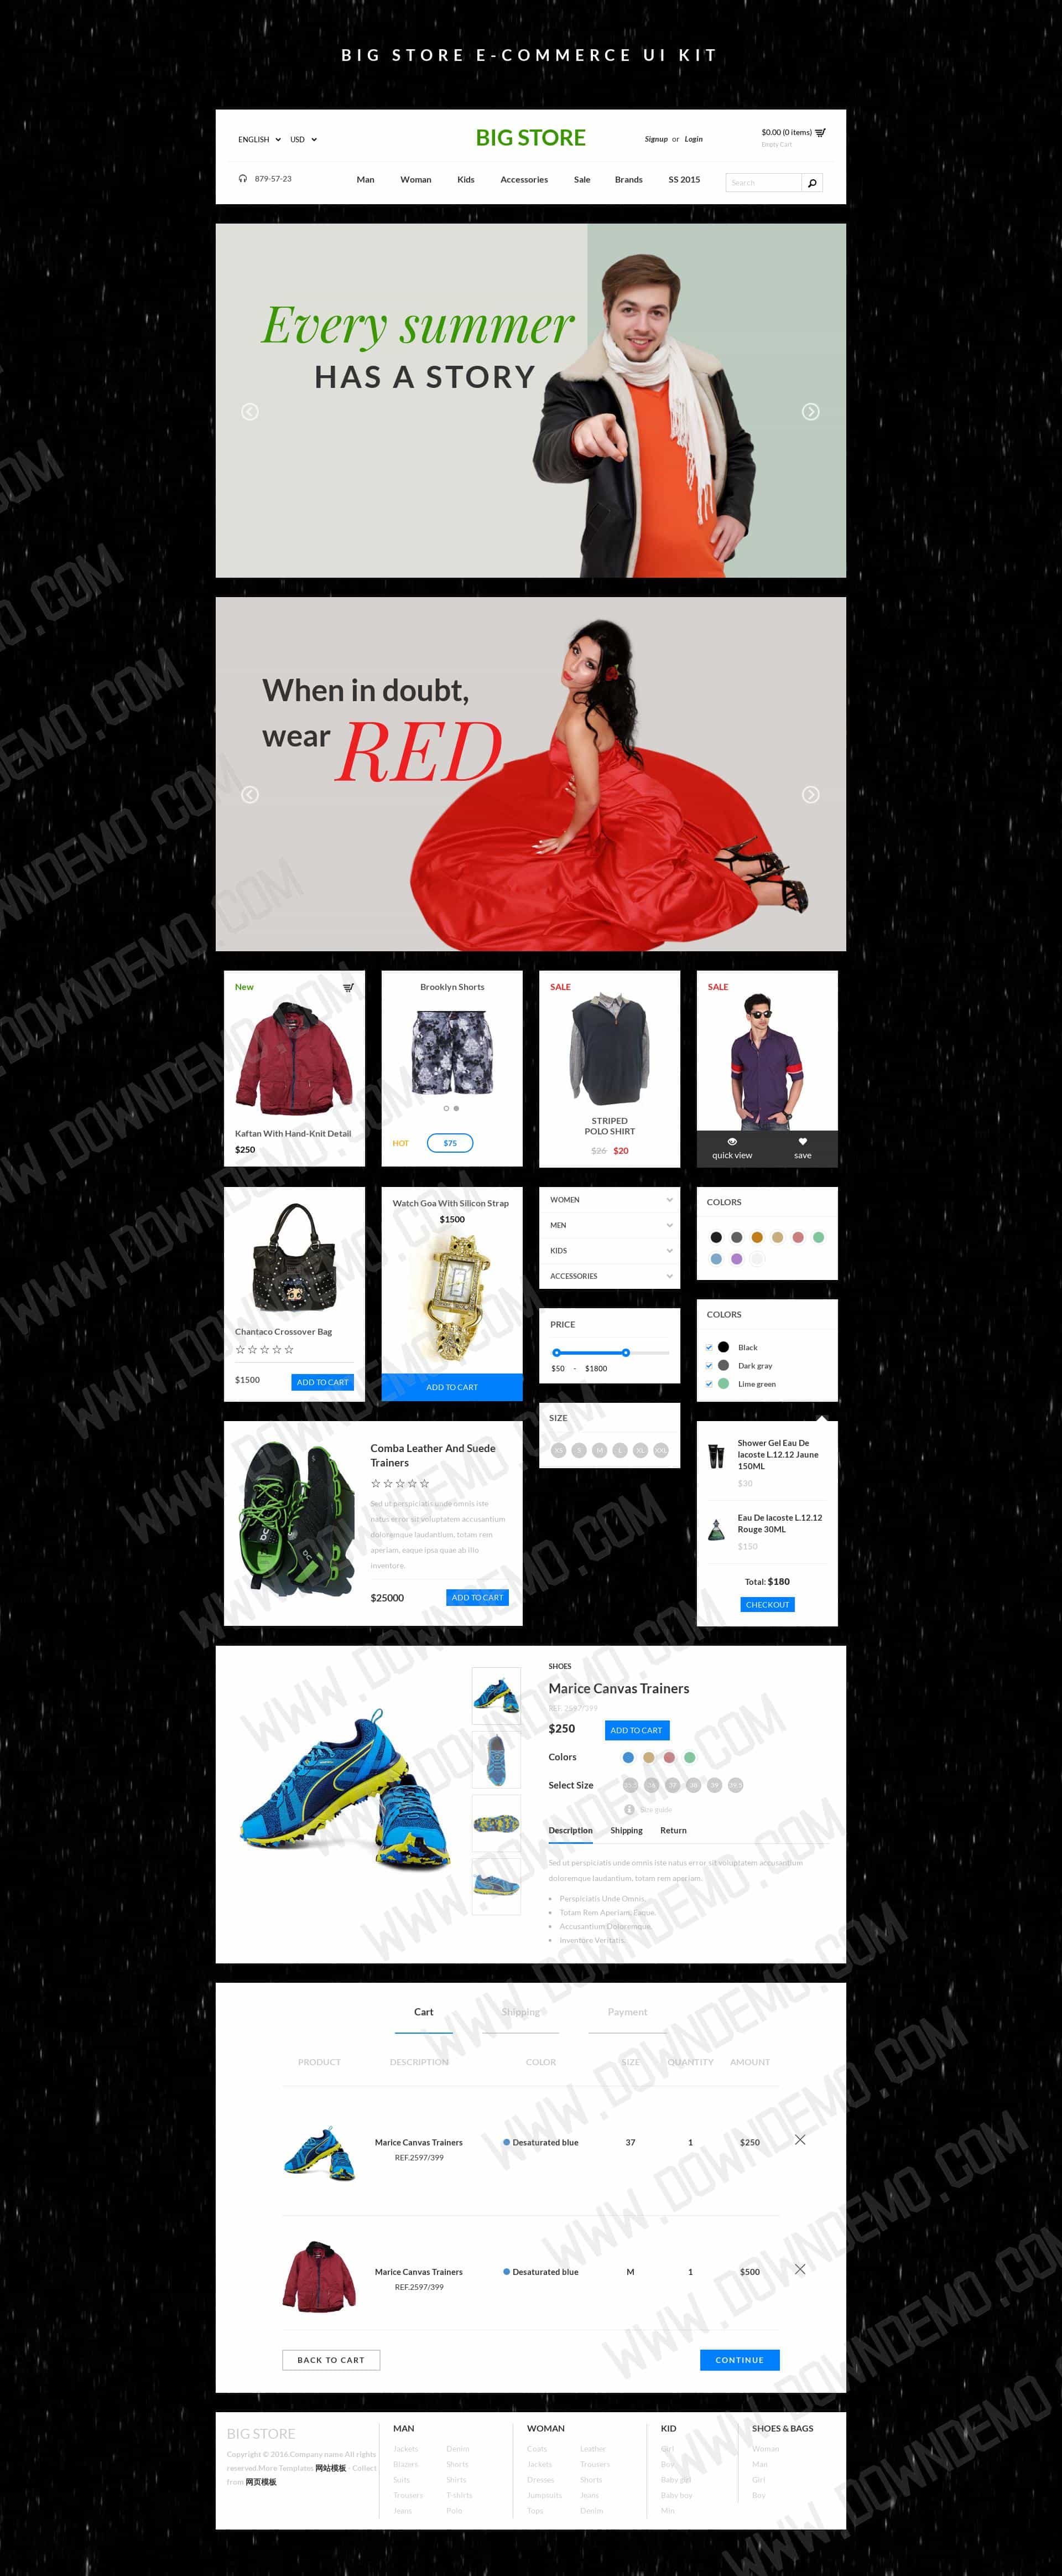 BIG STORE E-COMMERCE UI KIT
ENGLISH USD
BIG STORE
Signup or Login
$0.00 (0 items)
Empty Cart
879-57-23
Man Woman Kids Accessories Sale Brands SS 2015
Search
Every summer
HAS A STORY
When in doubt,
wear RED
New
Kaftan With Hand-Knit Detail
$250
Brooklyn Shorts
HOT $75
SALE
STRIPED
POLO SHIRT
$26 $20
SALE
quick view save
Chantaco Crossover Bag
$1500 ADD TO CART
Watch Goa With Silicon Strap
$1500
ADD TO CART
WOMEN
MEN
KIDS
ACCESSORIES
PRICE
$50 - $1800
SIZE
XS S M L XL XXL
COLORS
COLORS
Black
Dark gray
Lime green
Comba Leather And Suede
Trainers
Sed ut perspiciatis unde omnis iste
natus error sit voluptatem accusantium
doloremque laudantium, totam rem
aperiam, eaque ipsa quae ab illo
inventore.
$25000 ADD TO CART
Shower Gel Eau De
lacoste L.12.12 Jaune
150ML
$30
Eau De lacoste L.12.12
Rouge 30ML
$150
Total: $180
CHECKOUT
SHOES
Marice Canvas Trainers
REF. 2597/399
$250 ADD TO CART
Colors
Select Size
Size guide
Description Shipping Return
Sed ut perspiciatis unde omnis iste natus error sit voluptatem accusantium
doloremque laudantium, totam rem aperiam.
Perspiciatis Unde Omnis.
Totam Rem Aperiam, Eaque.
Accusantium Doloremque.
Inventore Veritatis.
Cart Shipping Payment
PRODUCT DESCRIPTION COLOR SIZE QUANTITY AMOUNT
Marice Canvas Trainers Desaturated blue 37 1 $250
REF.2597/399
Marice Canvas Trainers Desaturated blue M 1 $500
REF.2597/399
BACK TO CART CONTINUE
BIG STORE
Copyright © 2016.Company name All rights
reserved.More Templates 网站模板 - Collect
from 网页模板
MAN
Jackets Denim
Blazers Shorts
Suits Shirts
Trousers T-shirts
Jeans Polo
WOMAN
Coats Leather
Jackets Trousers
Dresses Shorts
Jumpsuits Jeans
Tops Denim
KID
Girl
Boy
Baby girl
Baby boy
Mini
SHOES & BAGS
Woman
Man
Girl
Boy
WWW.DOWNDEMO.COM